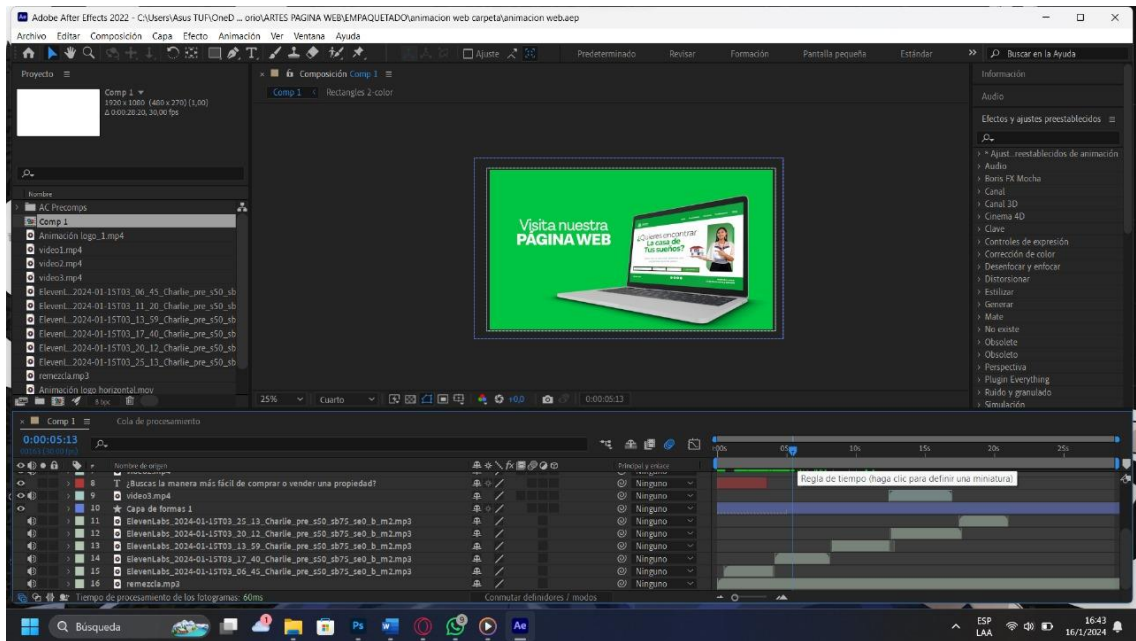 Adobe After Effects 2022 - C:\Users\Asus TUF\OneD ... orio\ARTES PAGINA WEB\EMPAQUETADO\animacion web carpeta\animacion web.aep
Archivo Editar Composición Capa Efecto Animación Ver Ventana Ayuda
Ajuste Predeterminado Revisar Formación Pantalla pequeña Estándar Buscar en la Ayuda
Proyecto
Composición Comp 1
Información
Comp 1
1920 x 1080 (480 x 270) (1,00)
Δ 0:00:28:20, 30,00 fps
Comp 1 Rectangles 2-color
Audio
Efectos y ajustes preestablecidos
* Ajust...reestablecidos de animación
Audio
Boris FX Mocha
Canal
Canal 3D
Cinema 4D
Clave
Controles de expresión
Corrección de color
Desenfocar y enfocar
Distorsionar
Estilizar
Generar
Mate
No existe
Obsolete
Obsoleto
Perspectiva
Plugin Everything
Ruido y granulado
Simulación
Nombre
AC Precomps
Comp 1
Animación logo_1.mp4
video1.mp4
video2.mp4
video3.mp4
ElevenL...2024-01-15T03_06_45_Charlie_pre_s50_sb
ElevenL...2024-01-15T03_11_20_Charlie_pre_s50_sb
ElevenL...2024-01-15T03_13_59_Charlie_pre_s50_sb
ElevenL...2024-01-15T03_17_40_Charlie_pre_s50_sb
ElevenL...2024-01-15T03_20_12_Charlie_pre_s50_sb
ElevenL...2024-01-15T03_25_13_Charlie_pre_s50_sb
remezcla.mp3
Animación logo horizontal.mov
8 bpc
Visita nuestra
PÁGINA WEB
¿Quieres encontrar
La casa de
Tus sueños?
25% Cuarto +0,0 0:00:05:13
Comp 1 Cola de procesamiento
0:00:05:13
Nombre de origen Principal y enlace
05s 10s 15s 20s 25s
Regla de tiempo (haga clic para definir una miniatura)
8 T ¿Buscas la manera más fácil de comprar o vender una propiedad? Ninguno
9 video3.mp4 Ninguno
10 Capa de formas 1 Ninguno
11 ElevenLabs_2024-01-15T03_25_13_Charlie_pre_s50_sb75_se0_b_m2.mp3 Ninguno
12 ElevenLabs_2024-01-15T03_20_12_Charlie_pre_s50_sb75_se0_b_m2.mp3 Ninguno
13 ElevenLabs_2024-01-15T03_13_59_Charlie_pre_s50_sb75_se0_b_m2.mp3 Ninguno
14 ElevenLabs_2024-01-15T03_17_40_Charlie_pre_s50_sb75_se0_b_m2.mp3 Ninguno
15 ElevenLabs_2024-01-15T03_06_45_Charlie_pre_s50_sb75_se0_b_m2.mp3 Ninguno
16 remezcla.mp3 Ninguno
Tiempo de procesamiento de los fotogramas: 60ms Conmutar definidores / modos
Búsqueda
ESP
LAA
16:43
16/1/2024